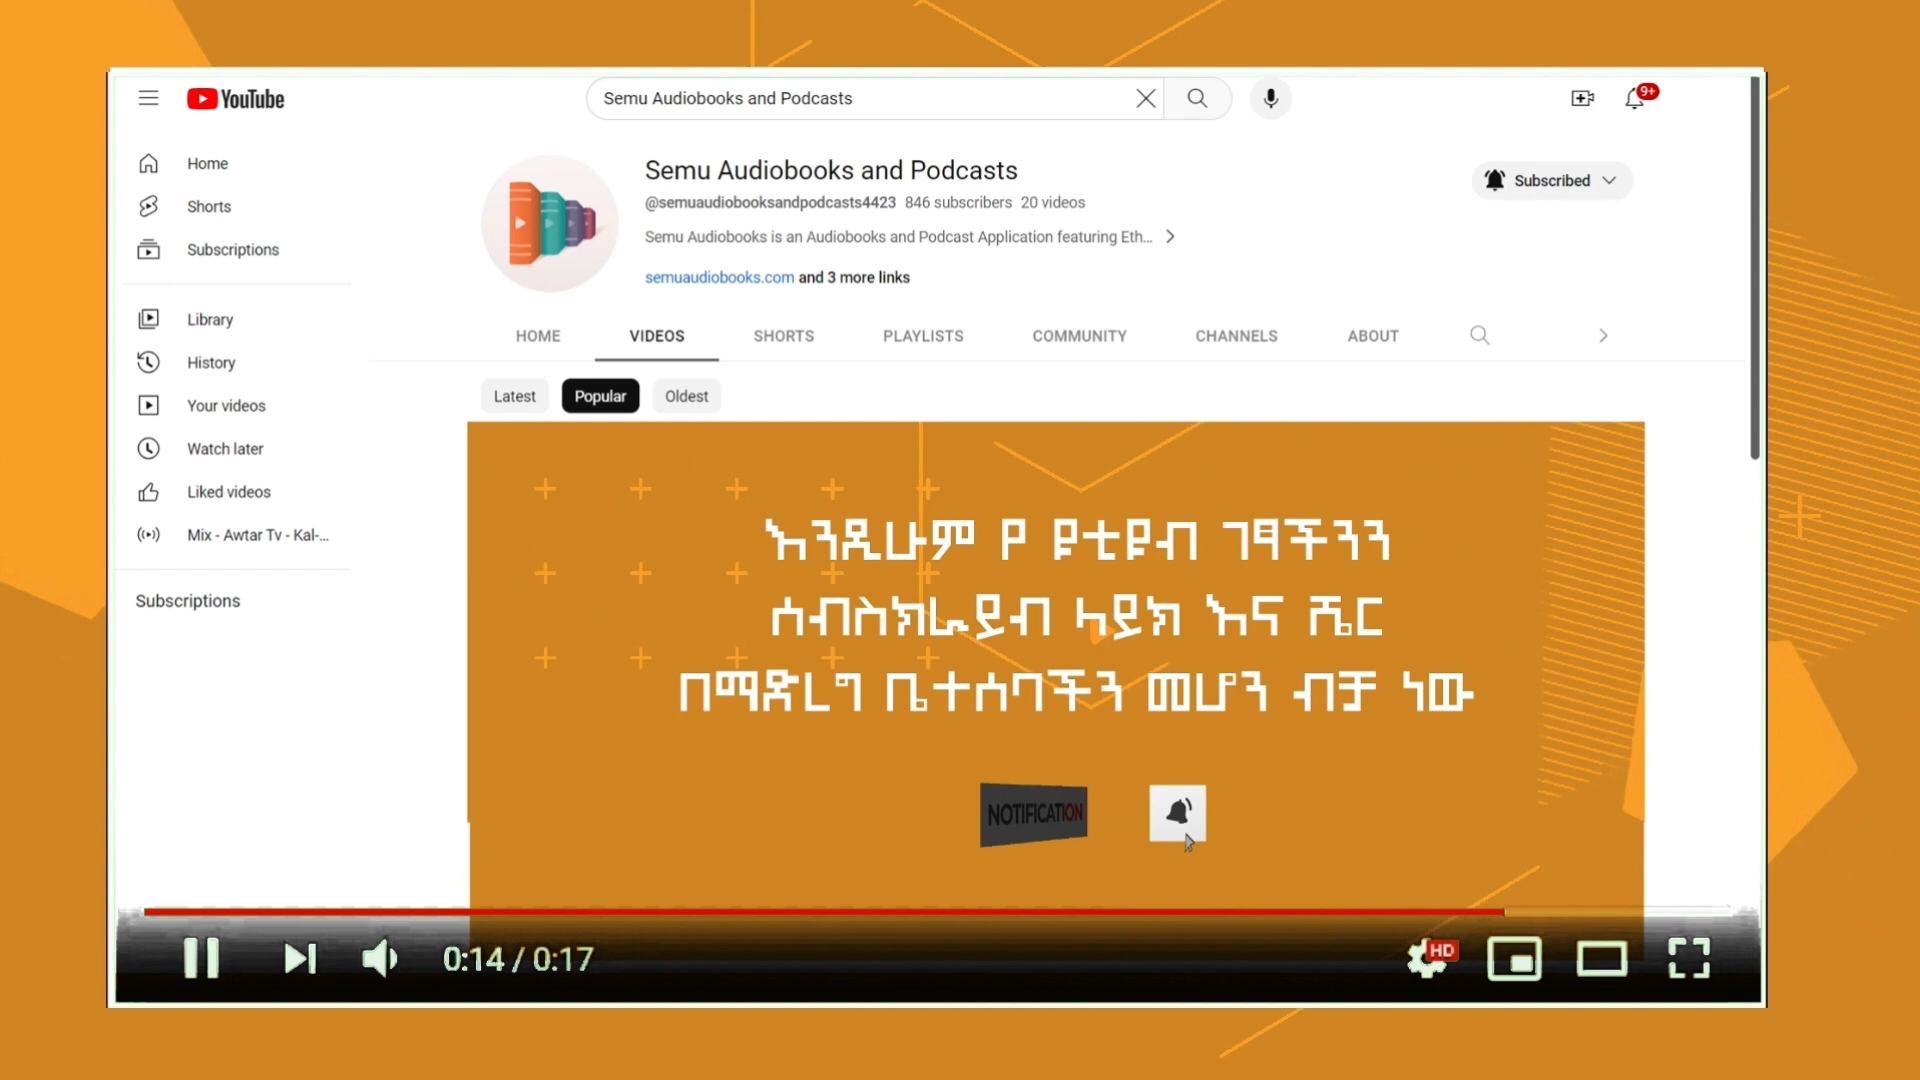 YouTube
Semu Audiobooks and Podcasts
9+
Home
Shorts
Subscriptions
Library
History
Your videos
Watch later
Liked videos
Mix - Awtar Tv - Kal-...
Subscriptions
Semu Audiobooks and Podcasts
@semuaudiobooksandpodcasts4423 846 subscribers 20 videos
Semu Audiobooks is an Audiobooks and Podcast Application featuring Eth...
semuaudiobooks.com and 3 more links
Subscribed
HOME VIDEOS SHORTS PLAYLISTS COMMUNITY CHANNELS ABOUT
Latest Popular Oldest
እንዲሁም የ ዩቲዩብ ገፃችንን
ሰብስክራይብ ላይክ እና ሼር
በማድረግ ቤተሰባችን መሆን ብቻ ነው
NOTIFICATION
0:14 / 0:17
HD